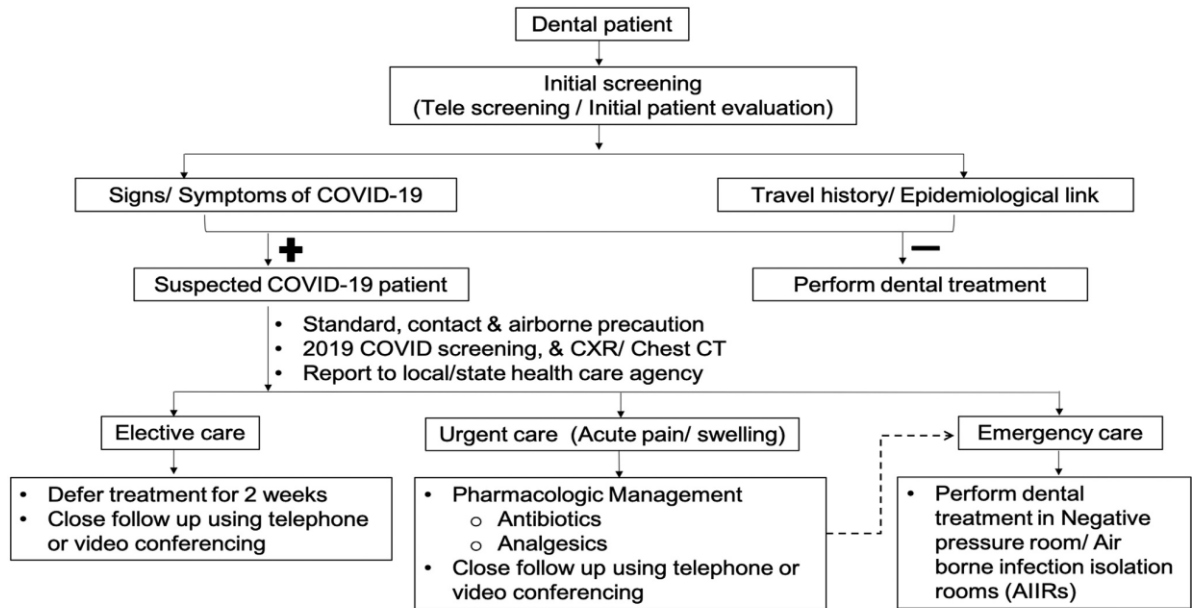 Dental patient
Initial screening
(Tele screening / Initial patient evaluation)
Signs/ Symptoms of COVID-19
Travel history/ Epidemiological link
+
−
Suspected COVID-19 patient
Perform dental treatment
• Standard, contact & airborne precaution
• 2019 COVID screening, & CXR/ Chest CT
• Report to local/state health care agency
Elective care
Urgent care (Acute pain/ swelling)
Emergency care
• Defer treatment for 2 weeks
• Close follow up using telephone
or video conferencing
• Pharmacologic Management
o Antibiotics
o Analgesics
• Close follow up using telephone or
video conferencing
• Perform dental
treatment in Negative
pressure room/ Air
borne infection isolation
rooms (AIIRs)